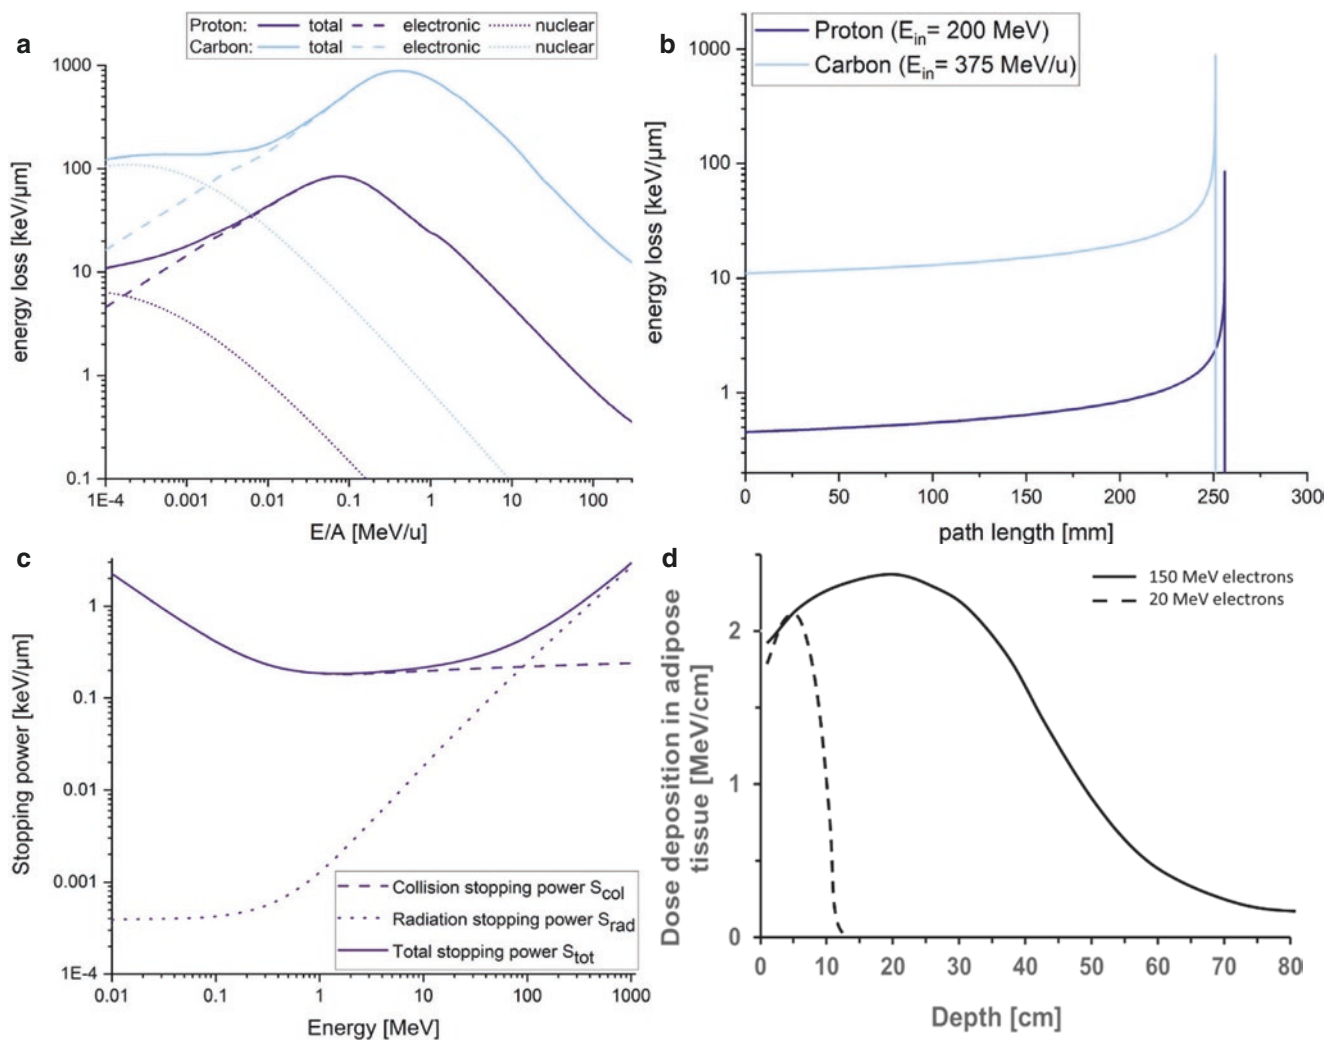 a
Proton: total electronic nuclear
Carbon: total electronic nuclear
1000
100
10
1
0.1
energy loss [keV/µm]
1E-4 0.001 0.01 0.1 1 10 100
E/A [MeV/u]
b
Proton (Ein= 200 MeV)
Carbon (Ein= 375 MeV/u)
1000
100
10
1
energy loss [keV/µm]
0 50 100 150 200 250 300
path length [mm]
c
1
0.1
0.01
0.001
1E-4
Stopping power [keV/µm]
Collision stopping power Scol
Radiation stopping power Srad
Total stopping power Stot
0.01 0.1 1 10 100 1000
Energy [MeV]
d
150 MeV electrons
20 MeV electrons
2
1
0
Dose deposition in adipose
tissue [MeV/cm]
0 10 20 30 40 50 60 70 80
Depth [cm]